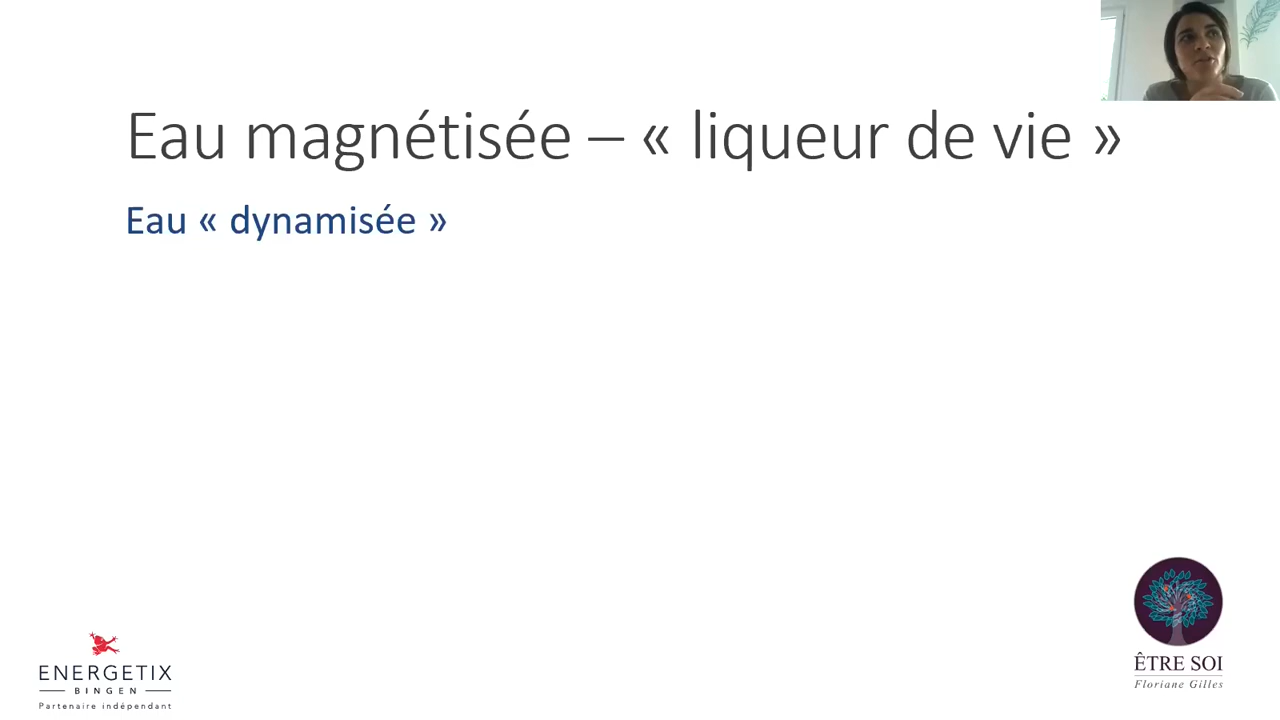 Eau magnétisée – « liqueur de vie »
Eau « dynamisée »
ENERGETIX
BINGEN
Partenaire indépendant
ÊTRE SOI
Floriane Gilles